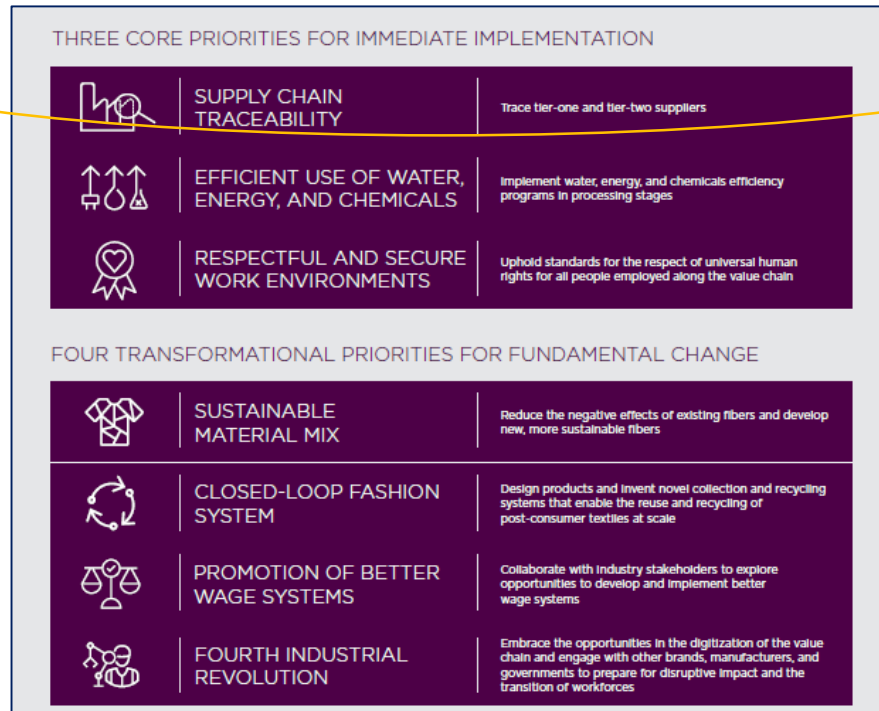 THREE CORE PRIORITIES FOR IMMEDIATE IMPLEMENTATION
SUPPLY CHAIN
TRACEABILITY
Trace tier-one and tier-two suppliers
EFFICIENT USE OF WATER,
ENERGY, AND CHEMICALS
Implement water, energy, and chemicals efficiency
programs in processing stages
RESPECTFUL AND SECURE
WORK ENVIRONMENTS
Uphold standards for the respect of universal human
rights for all people employed along the value chain
FOUR TRANSFORMATIONAL PRIORITIES FOR FUNDAMENTAL CHANGE
SUSTAINABLE
MATERIAL MIX
Reduce the negative effects of existing fibers and develop
new, more sustainable fibers
CLOSED-LOOP FASHION
SYSTEM
Design products and invent novel collection and recycling
systems that enable the reuse and recycling of
post-consumer textiles at scale
PROMOTION OF BETTER
WAGE SYSTEMS
Collaborate with industry stakeholders to explore
opportunities to develop and implement better
wage systems
FOURTH INDUSTRIAL
REVOLUTION
Embrace the opportunities in the digitization of the value
chain and engage with other brands, manufacturers, and
governments to prepare for disruptive impact and the
transition of workforces